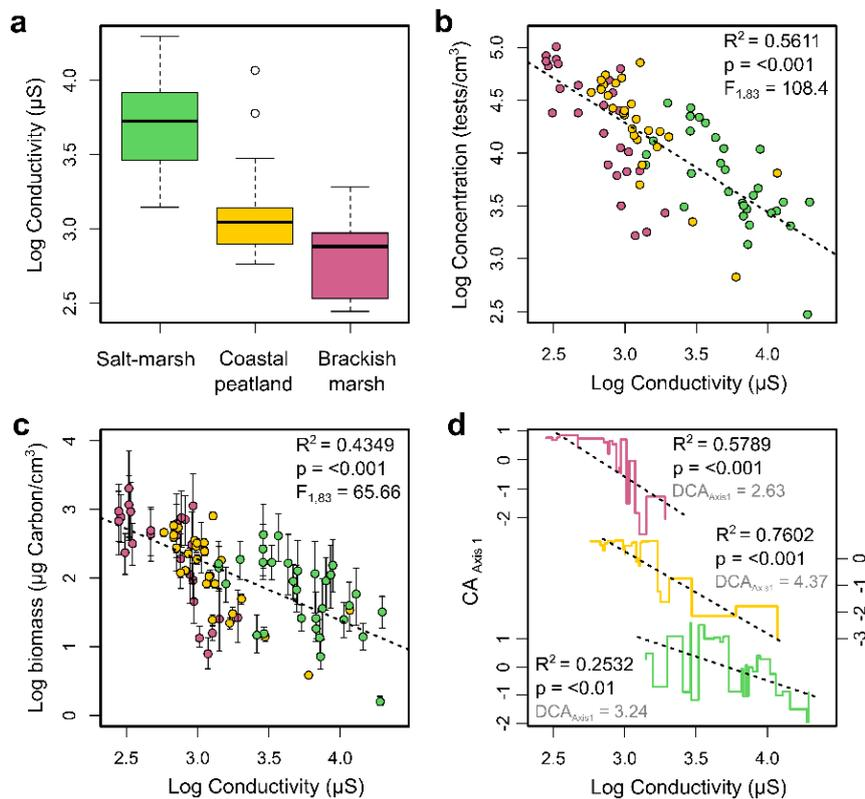 a
Log Conductivity (µS)
4.0
3.5
3.0
2.5
Salt-marsh
Coastal
peatland
Brackish
marsh
b
Log Concentration (tests/cm³)
5.0
4.5
4.0
3.5
3.0
2.5
R² = 0.5611
p = <0.001
F1,83 = 108.4
2.5 3.0 3.5 4.0
Log Conductivity (µS)
c
Log biomass (µg Carbon/cm³)
4
3
2
1
0
R² = 0.4349
p = <0.001
F1,83 = 65.66
2.5 3.0 3.5 4.0
Log Conductivity (µS)
d
CA Axis 1
1
0
-1
-2
R² = 0.5789
p = <0.001
DCAAxis1 = 2.63
R² = 0.7602
p = <0.001
DCAAxis1 = 4.37
0
-1
-2
-3
1
0
-1
-2
R² = 0.2532
p = <0.01
DCAAxis1 = 3.24
2.5 3.0 3.5 4.0
Log Conductivity (µS)